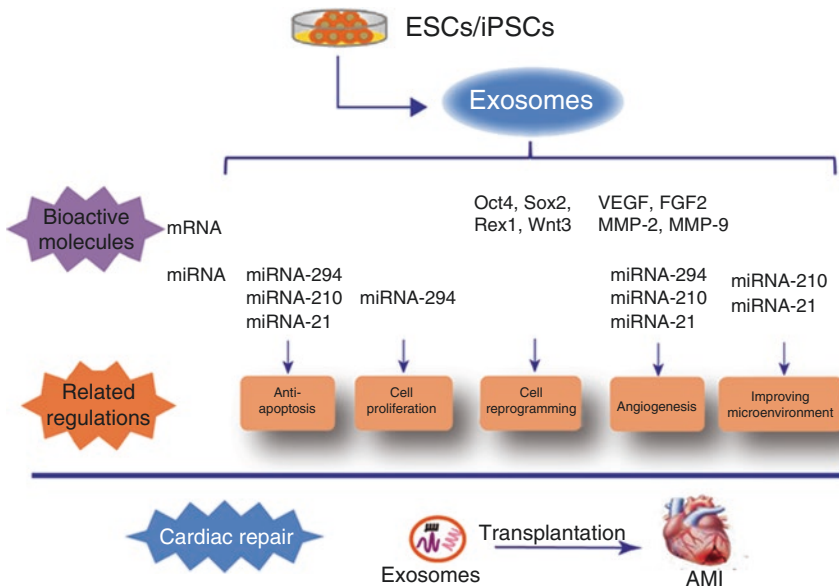 ESCs/iPSCs
Exosomes
Bioactive
molecules
mRNA
Oct4, Sox2,
Rex1, Wnt3
VEGF, FGF2
MMP-2, MMP-9
miRNA
miRNA-294
miRNA-210
miRNA-21
miRNA-294
miRNA-294
miRNA-210
miRNA-21
miRNA-210
miRNA-21
Related
regulations
Anti-
apoptosis
Cell
proliferation
Cell
reprogramming
Angiogenesis
Improving
microenvironment
Cardiac repair
Exosomes
Transplantation
AMI